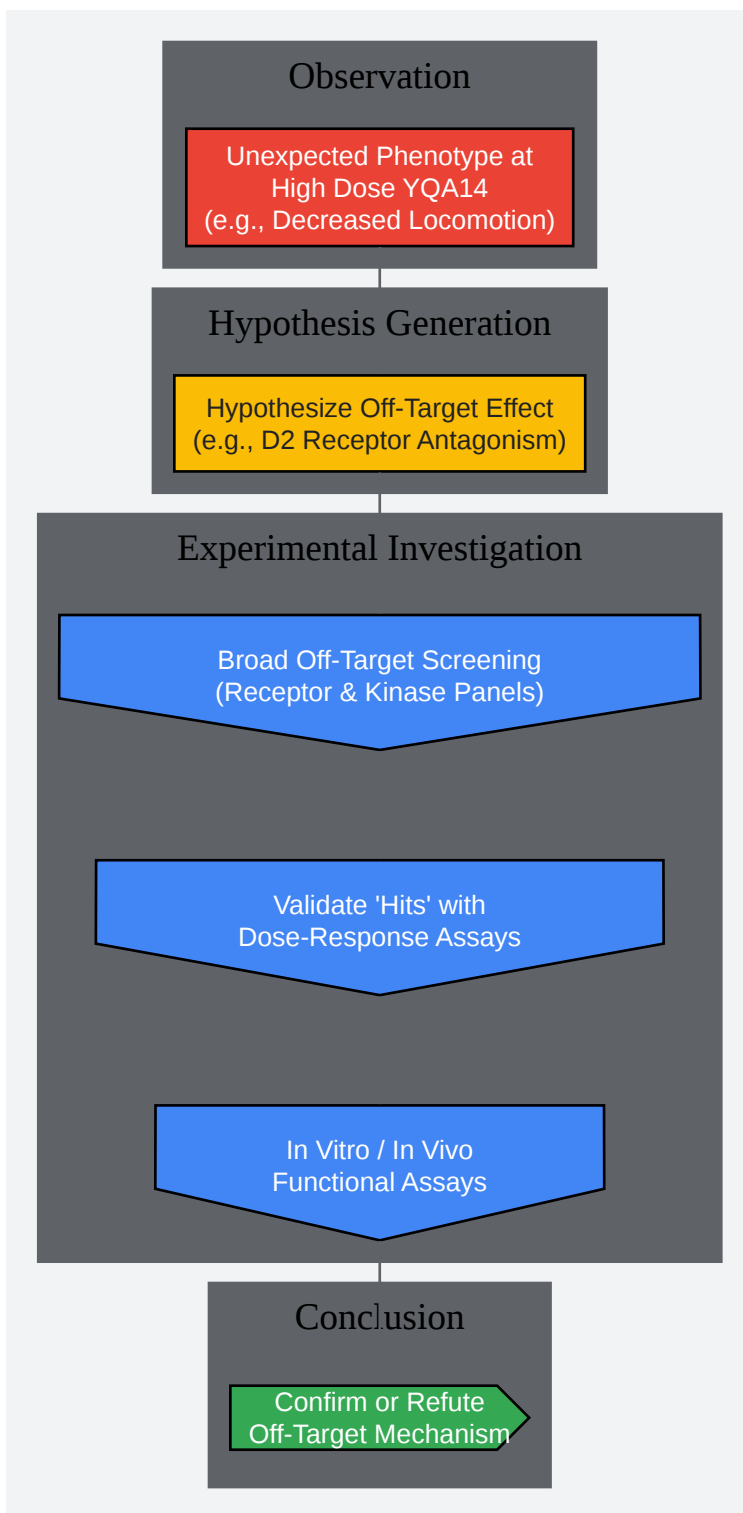 Observation
Unexpected Phenotype at
High Dose YQA14
(e.g., Decreased Locomotion)
Hypothesis Generation
Hypothesize Off-Target Effect
(e.g., D2 Receptor Antagonism)
Experimental Investigation
Broad Off-Target Screening
(Receptor & Kinase Panels)
Validate 'Hits' with
Dose-Response Assays
In Vitro / In Vivo
Functional Assays
Conclusion
Confirm or Refute
Off-Target Mechanism